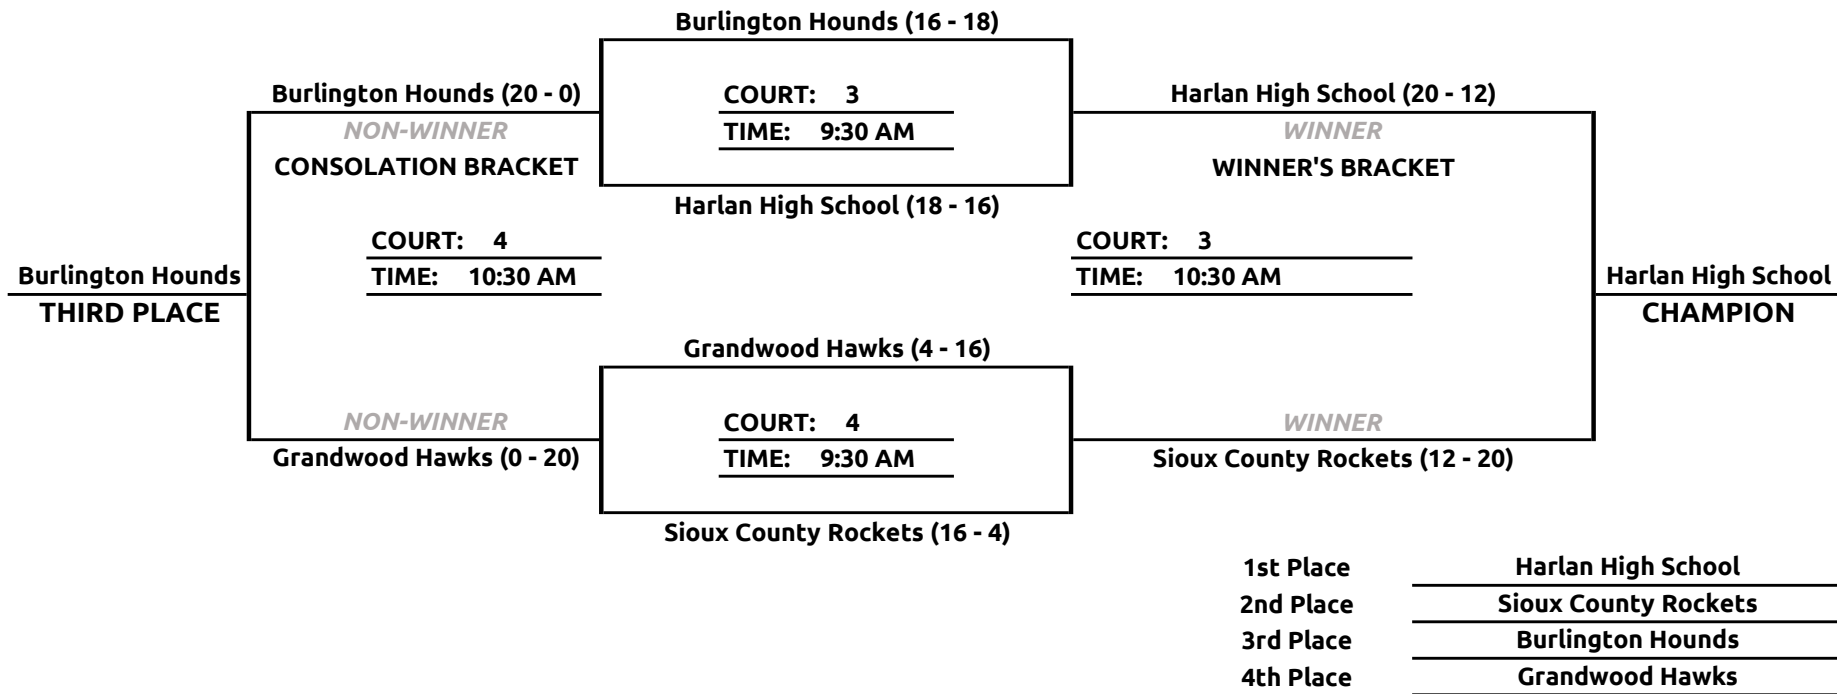 Burlington Hounds (16 - 18)
Burlington Hounds (20 - 0)
COURT: 3
Harlan High School (20 - 12)
NON-WINNER
TIME: 9:30 AM
WINNER
CONSOLATION BRACKET
WINNER'S BRACKET
Harlan High School (18 - 16)
COURT: 4
COURT: 3
Burlington Hounds
TIME: 10:30 AM
TIME: 10:30 AM
Harlan High School
THIRD PLACE
CHAMPION
Grandwood Hawks (4 - 16)
NON-WINNER
COURT: 4
WINNER
Grandwood Hawks (0 - 20)
TIME: 9:30 AM
Sioux County Rockets (12 - 20)
Sioux County Rockets (16 - 4)
1st Place Harlan High School
2nd Place Sioux County Rockets
3rd Place Burlington Hounds
4th Place Grandwood Hawks